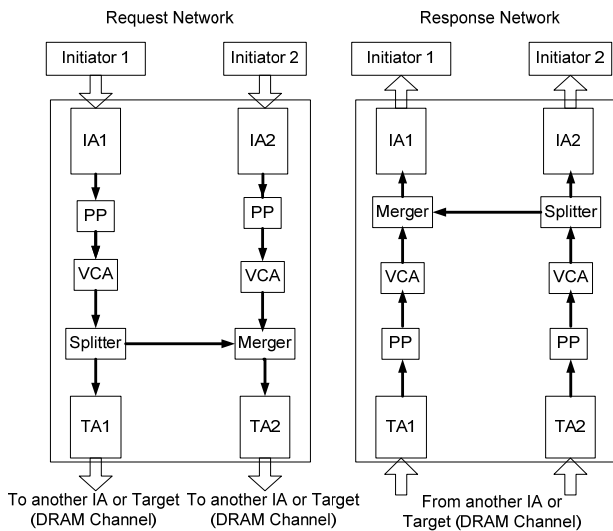 Request Network
Response Network
Initiator 1
Initiator 2
Initiator 1
Initiator 2
IA1
IA2
IA1
IA2
PP
PP
Merger
Splitter
VCA
VCA
VCA
VCA
Splitter
Merger
PP
PP
TA1
TA2
TA1
TA2
To another IA or Target
(DRAM Channel)
To another IA or Target
(DRAM Channel)
From another IA or
Target (DRAM Channel)